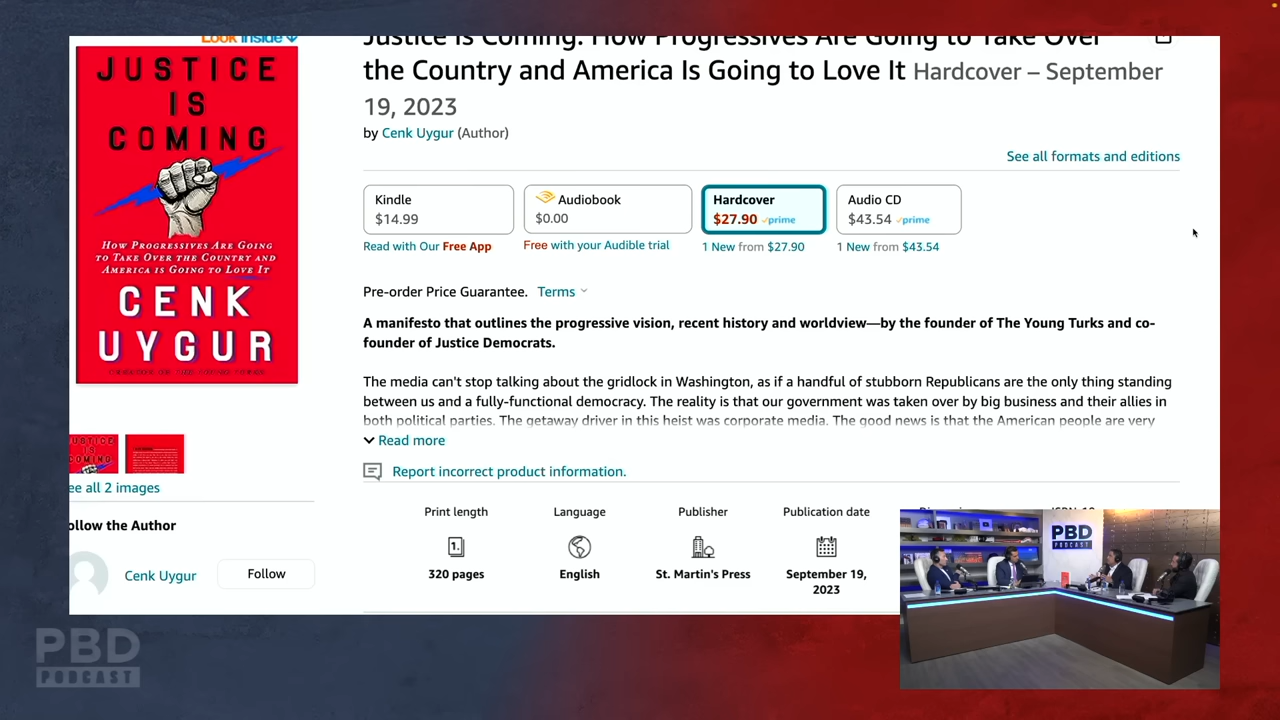 Look Inside
Justice Is Coming: How Progressives Are Going to Take Over
the Country and America Is Going to Love It Hardcover – September
19, 2023
by Cenk Uygur (Author)
See all formats and editions
JUSTICE
IS
COMING
HOW PROGRESSIVES ARE GOING
TO TAKE OVER THE COUNTRY AND
AMERICA IS GOING TO LOVE IT
CENK
UYGUR
Kindle
$14.99
Read with Our Free App
Audiobook
$0.00
Free with your Audible trial
Hardcover
$27.90 prime
1 New from $27.90
Audio CD
$43.54 prime
1 New from $43.54
Pre-order Price Guarantee. Terms
A manifesto that outlines the progressive vision, recent history and worldview—by the founder of The Young Turks and co-
founder of Justice Democrats.
The media can't stop talking about the gridlock in Washington, as if a handful of stubborn Republicans are the only thing standing
between us and a fully-functional democracy. The reality is that our government was taken over by big business and their allies in
both political parties. The getaway driver in this heist was corporate media. The good news is that the American people are very
Read more
Report incorrect product information.
JUSTICE
IS
COMING
ee all 2 images
ollow the Author
Cenk Uygur
Follow
Print length
1.
320 pages
Language
English
Publisher
St. Martin's Press
Publication date
September 19,
2023
PBD
PODCAST
PBD
PODCAST